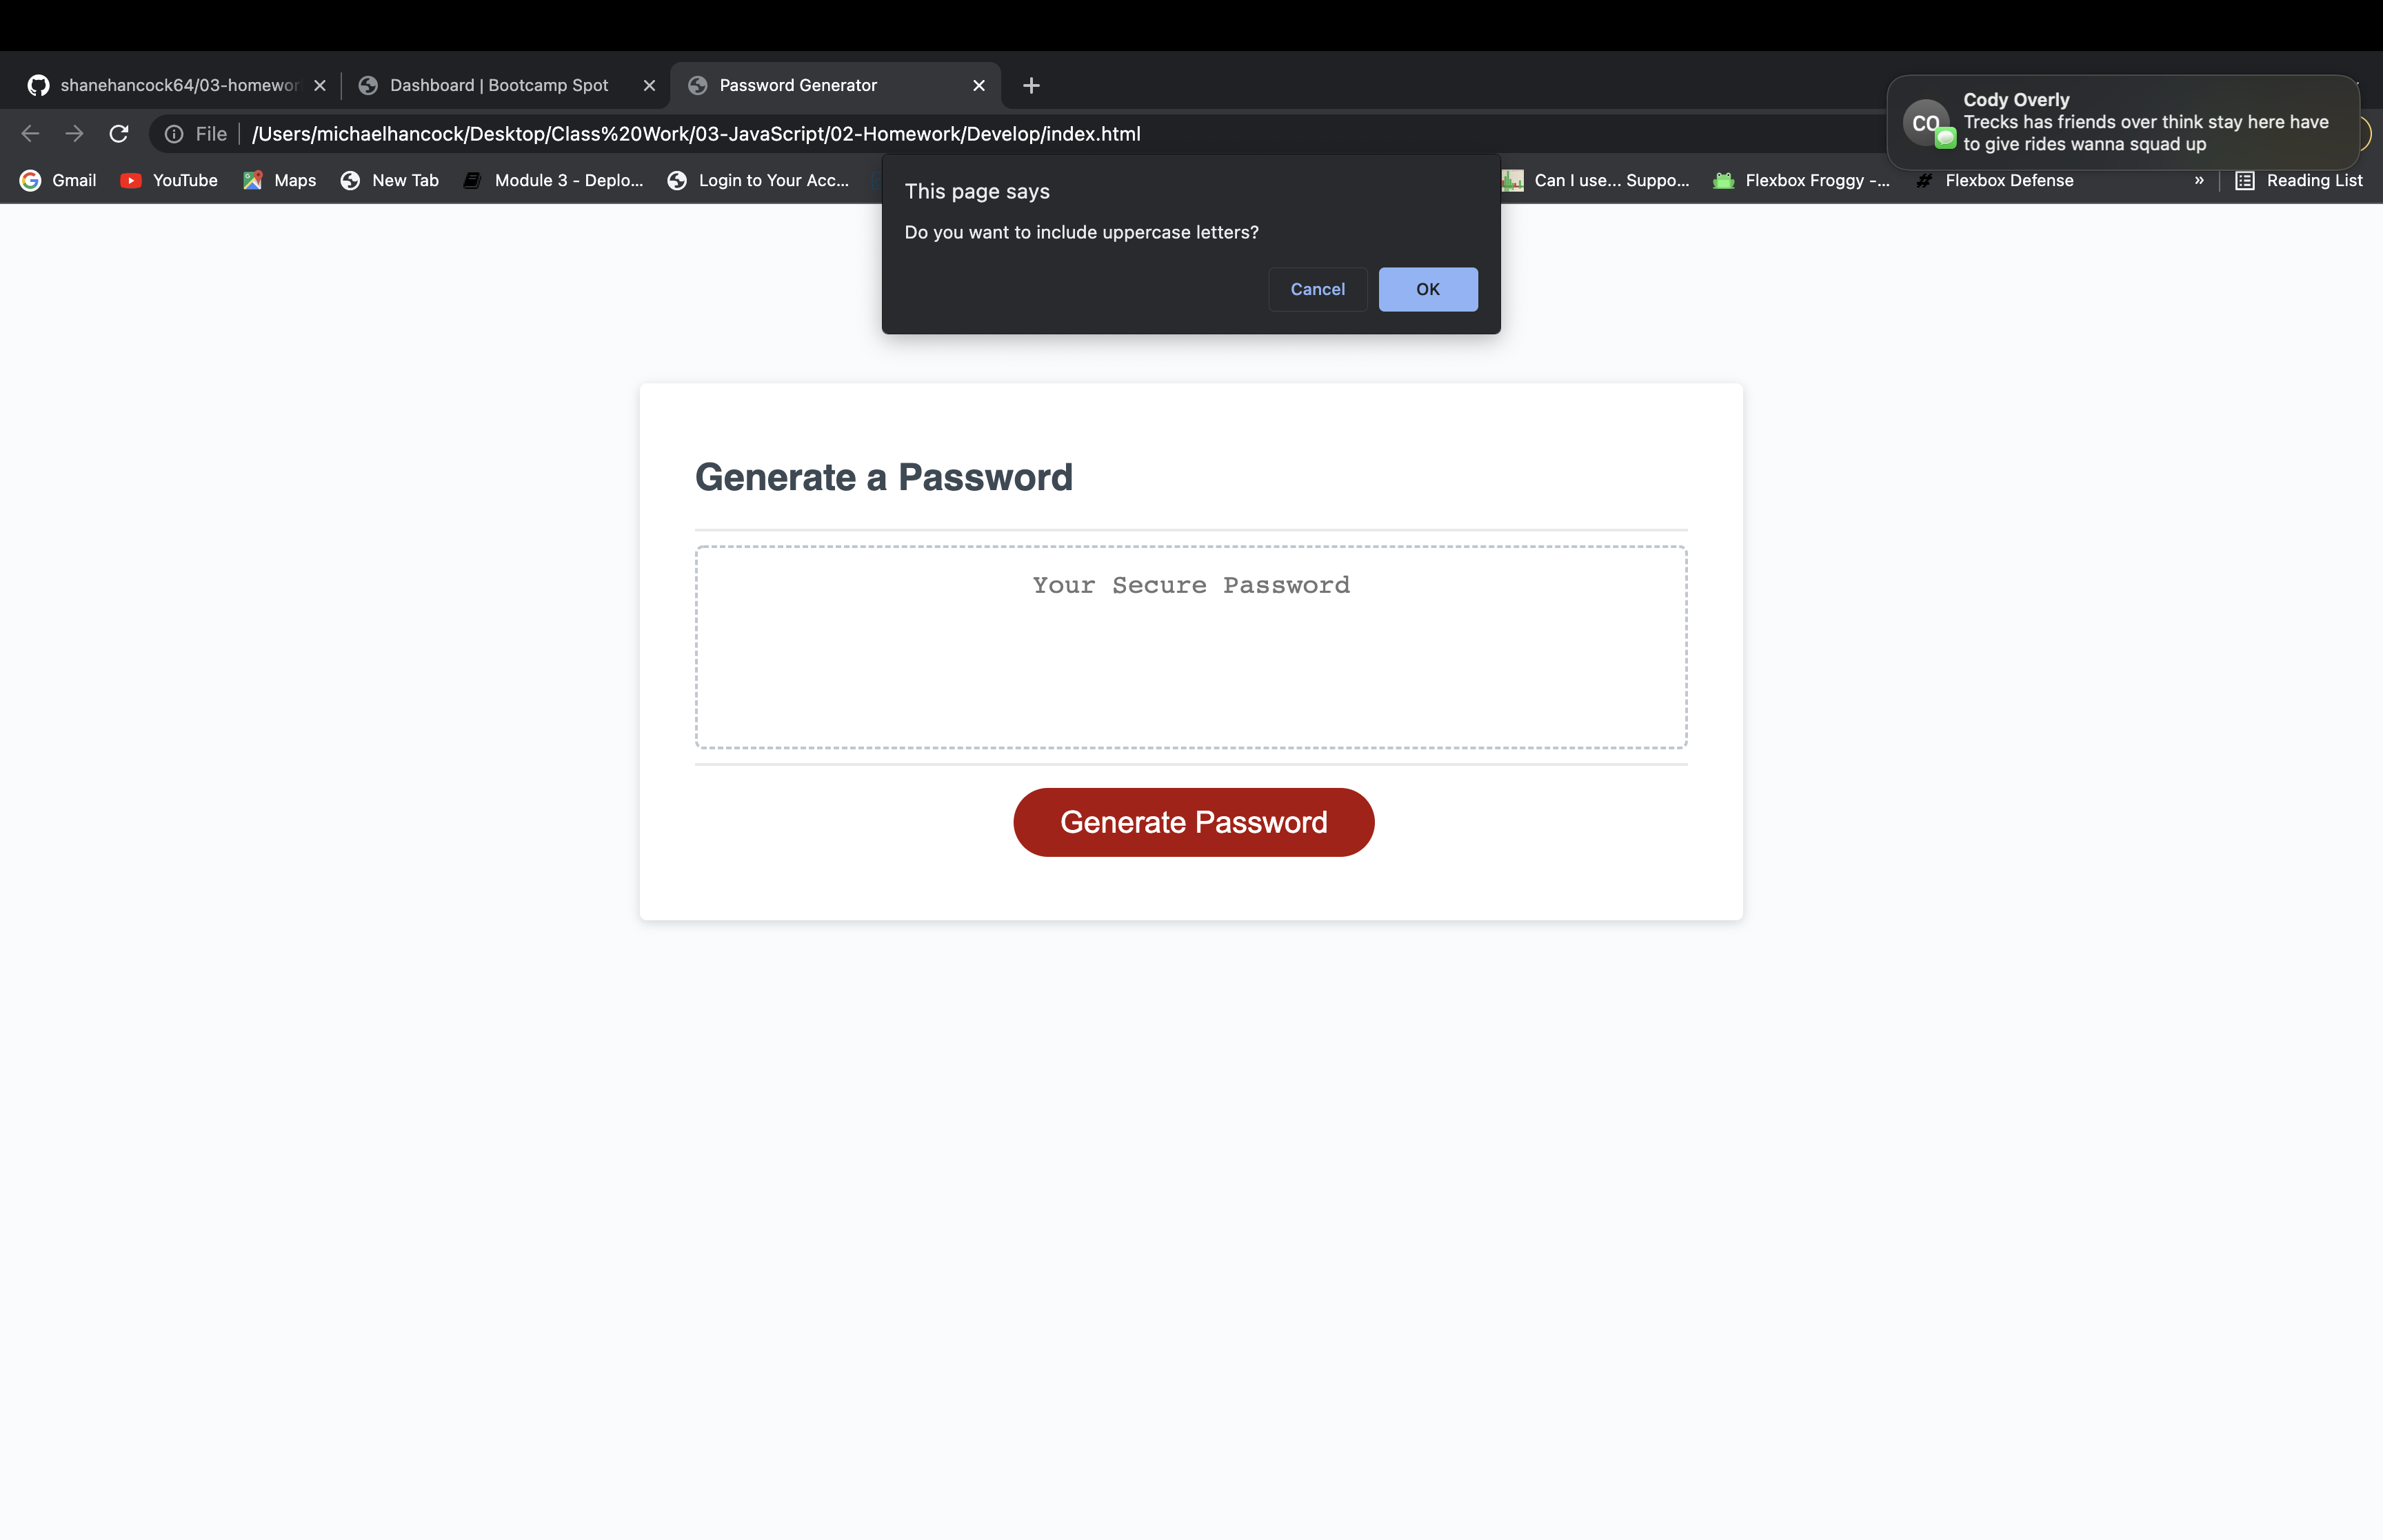 shanehancock64/03-homewor
Dashboard | Bootcamp Spot
Password Generator
File
/Users/michaelhancock/Desktop/Class%20Work/03-JavaScript/02-Homework/Develop/index.html
CO
Cody Overly
Trecks has friends over think stay here have
to give rides wanna squad up
Gmail
YouTube
Maps
New Tab
Module 3 - Deplo...
Login to Your Acc...
Can I use... Suppo...
Flexbox Froggy -...
Flexbox Defense
»
Reading List
This page says
Do you want to include uppercase letters?
Cancel
OK
Generate a Password
Your Secure Password
Generate Password